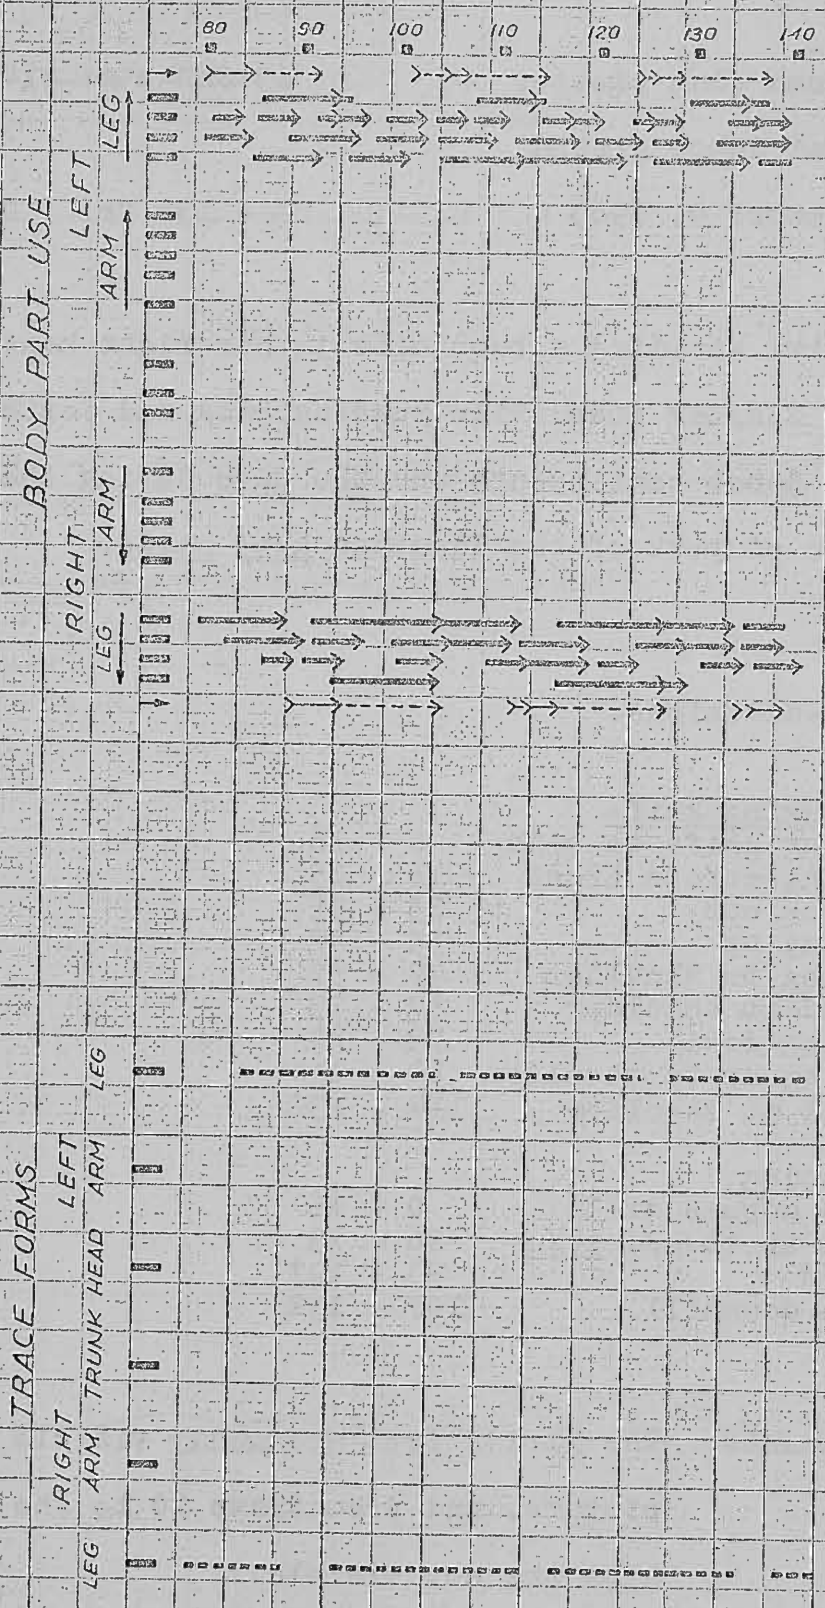 80 90 100 110 120 130 140
BODY PART USE
LEFT
LEG
ARM
RIGHT
ARM
LEG
TRACE FORMS
LEFT
LEG
ARM
HEAD
TRUNK
RIGHT
ARM
LEG